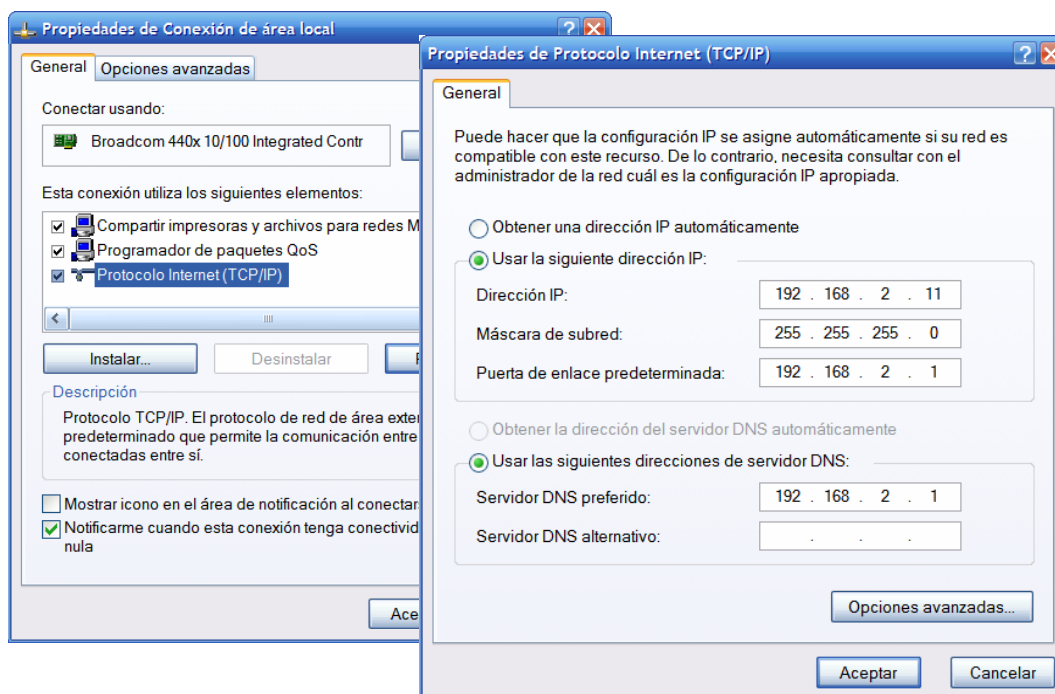 Propiedades de Conexión de área local
General
Opciones avanzadas
Conectar usando:
Broadcom 440x 10/100 Integrated Contr
Esta conexión utiliza los siguientes elementos:
Compartir impresoras y archivos para redes M
Programador de paquetes QoS
Protocolo Internet (TCP/IP)
Instalar...
Desinstalar
Descripción
Protocolo TCP/IP. El protocolo de red de área exter
predeterminado que permite la comunicación entre
conectadas entre sí.
Mostrar icono en el área de notificación al conectars
Notificarme cuando esta conexión tenga conectivid
nula
Ace
Propiedades de Protocolo Internet (TCP/IP)
General
Puede hacer que la configuración IP se asigne automáticamente si su red es
compatible con este recurso. De lo contrario, necesita consultar con el
administrador de la red cuál es la configuración IP apropiada.
Obtener una dirección IP automáticamente
Usar la siguiente dirección IP:
Dirección IP: 192 . 168 . 2 . 11
Máscara de subred: 255 . 255 . 255 . 0
Puerta de enlace predeterminada: 192 . 168 . 2 . 1
Obtener la dirección del servidor DNS automáticamente
Usar las siguientes direcciones de servidor DNS:
Servidor DNS preferido: 192 . 168 . 2 . 1
Servidor DNS alternativo: . . .
Opciones avanzadas...
Aceptar
Cancelar